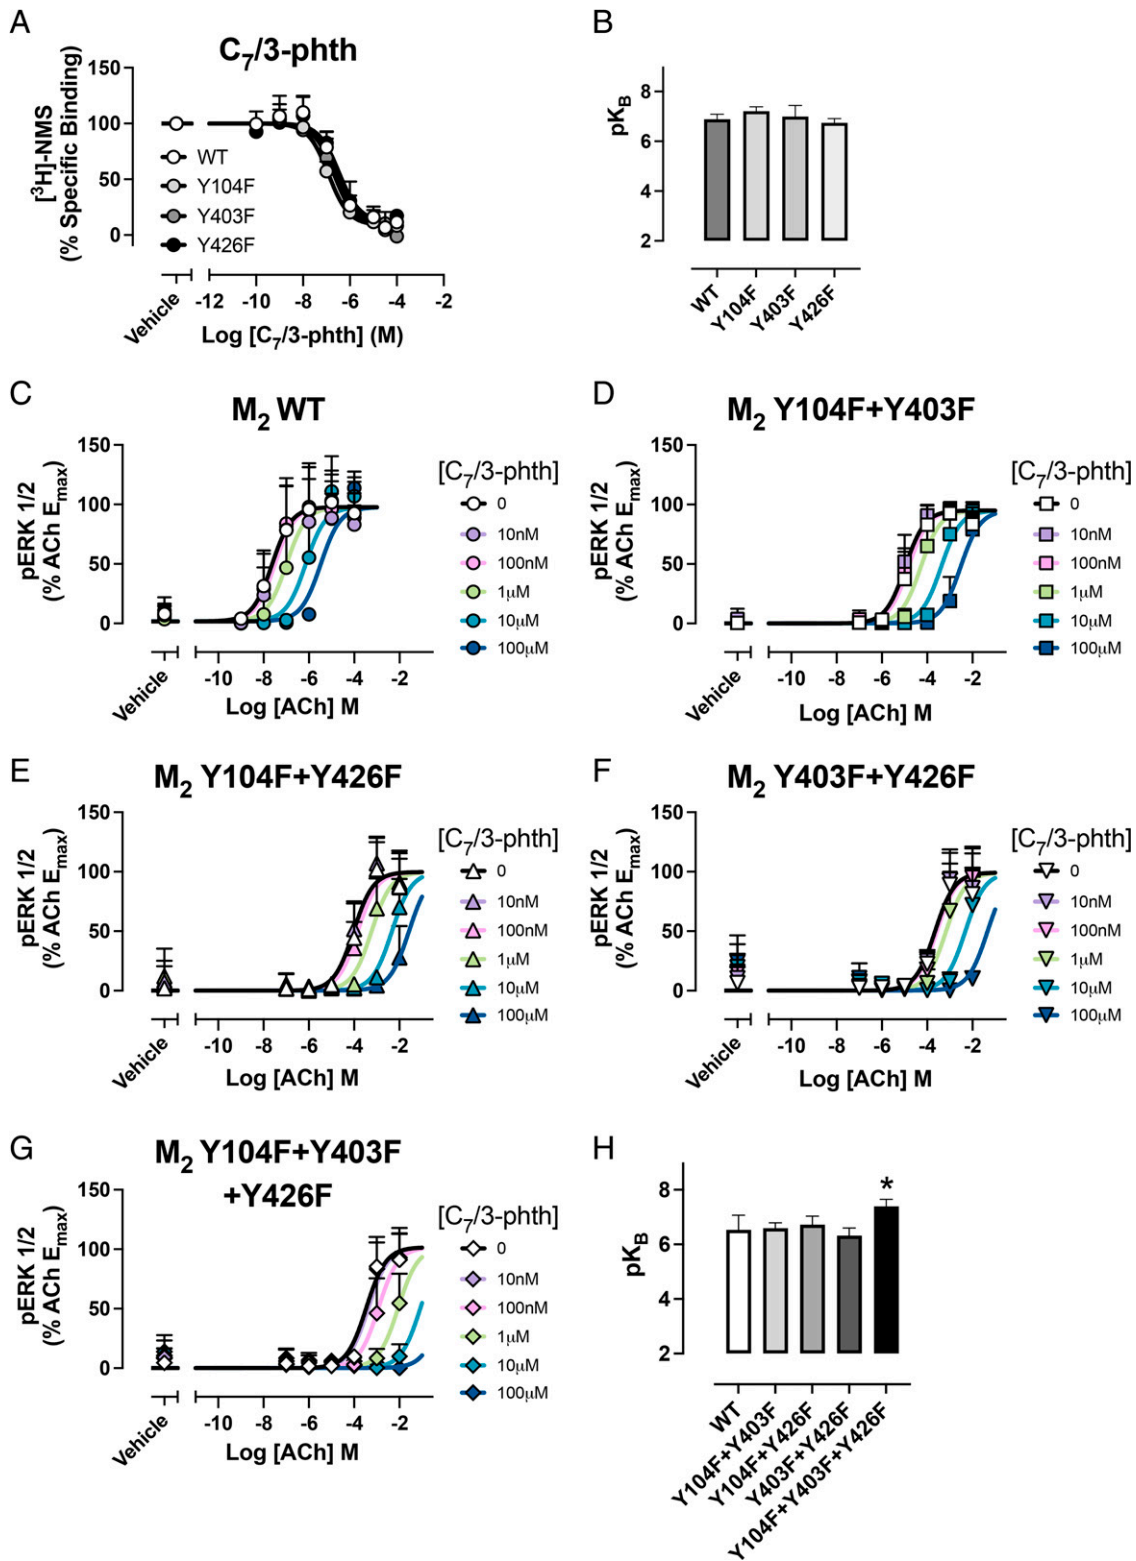 A
C7/3-phth
[3H]-NMS
(% Specific Binding)
150
100
50
0
WT
Y104F
Y403F
Y426F
Vehicle
-12 -10 -8 -6 -4 -2
Log [C7/3-phth] (M)
B
pKB
8
6
4
2
WT
Y104F
Y403F
Y426F
C
M2 WT
pERK 1/2
(% ACh Emax)
150
100
50
0
Vehicle
-10 -8 -6 -4 -2
Log [ACh] M
[C7/3-phth]
0
10nM
100nM
1μM
10μM
100μM
D
M2 Y104F+Y403F
pERK 1/2
(% ACh Emax)
150
100
50
0
Vehicle
-10 -8 -6 -4 -2
Log [ACh] M
[C7/3-phth]
0
10nM
100nM
1μM
10μM
100μM
E
M2 Y104F+Y426F
pERK 1/2
(% ACh Emax)
150
100
50
0
Vehicle
-10 -8 -6 -4 -2
Log [ACh] M
[C7/3-phth]
0
10nM
100nM
1μM
10μM
100μM
F
M2 Y403F+Y426F
pERK 1/2
(% ACh Emax)
150
100
50
0
Vehicle
-10 -8 -6 -4 -2
Log [ACh] M
[C7/3-phth]
0
10nM
100nM
1μM
10μM
100μM
G
M2 Y104F+Y403F
+Y426F
pERK 1/2
(% ACh Emax)
150
100
50
0
Vehicle
-10 -8 -6 -4 -2
Log [ACh] M
[C7/3-phth]
0
10nM
100nM
1μM
10μM
100μM
H
pKB
8
6
4
2
*
WT
Y104F+Y403F
Y104F+Y426F
Y403F+Y426F
Y104F+Y403F+Y426F